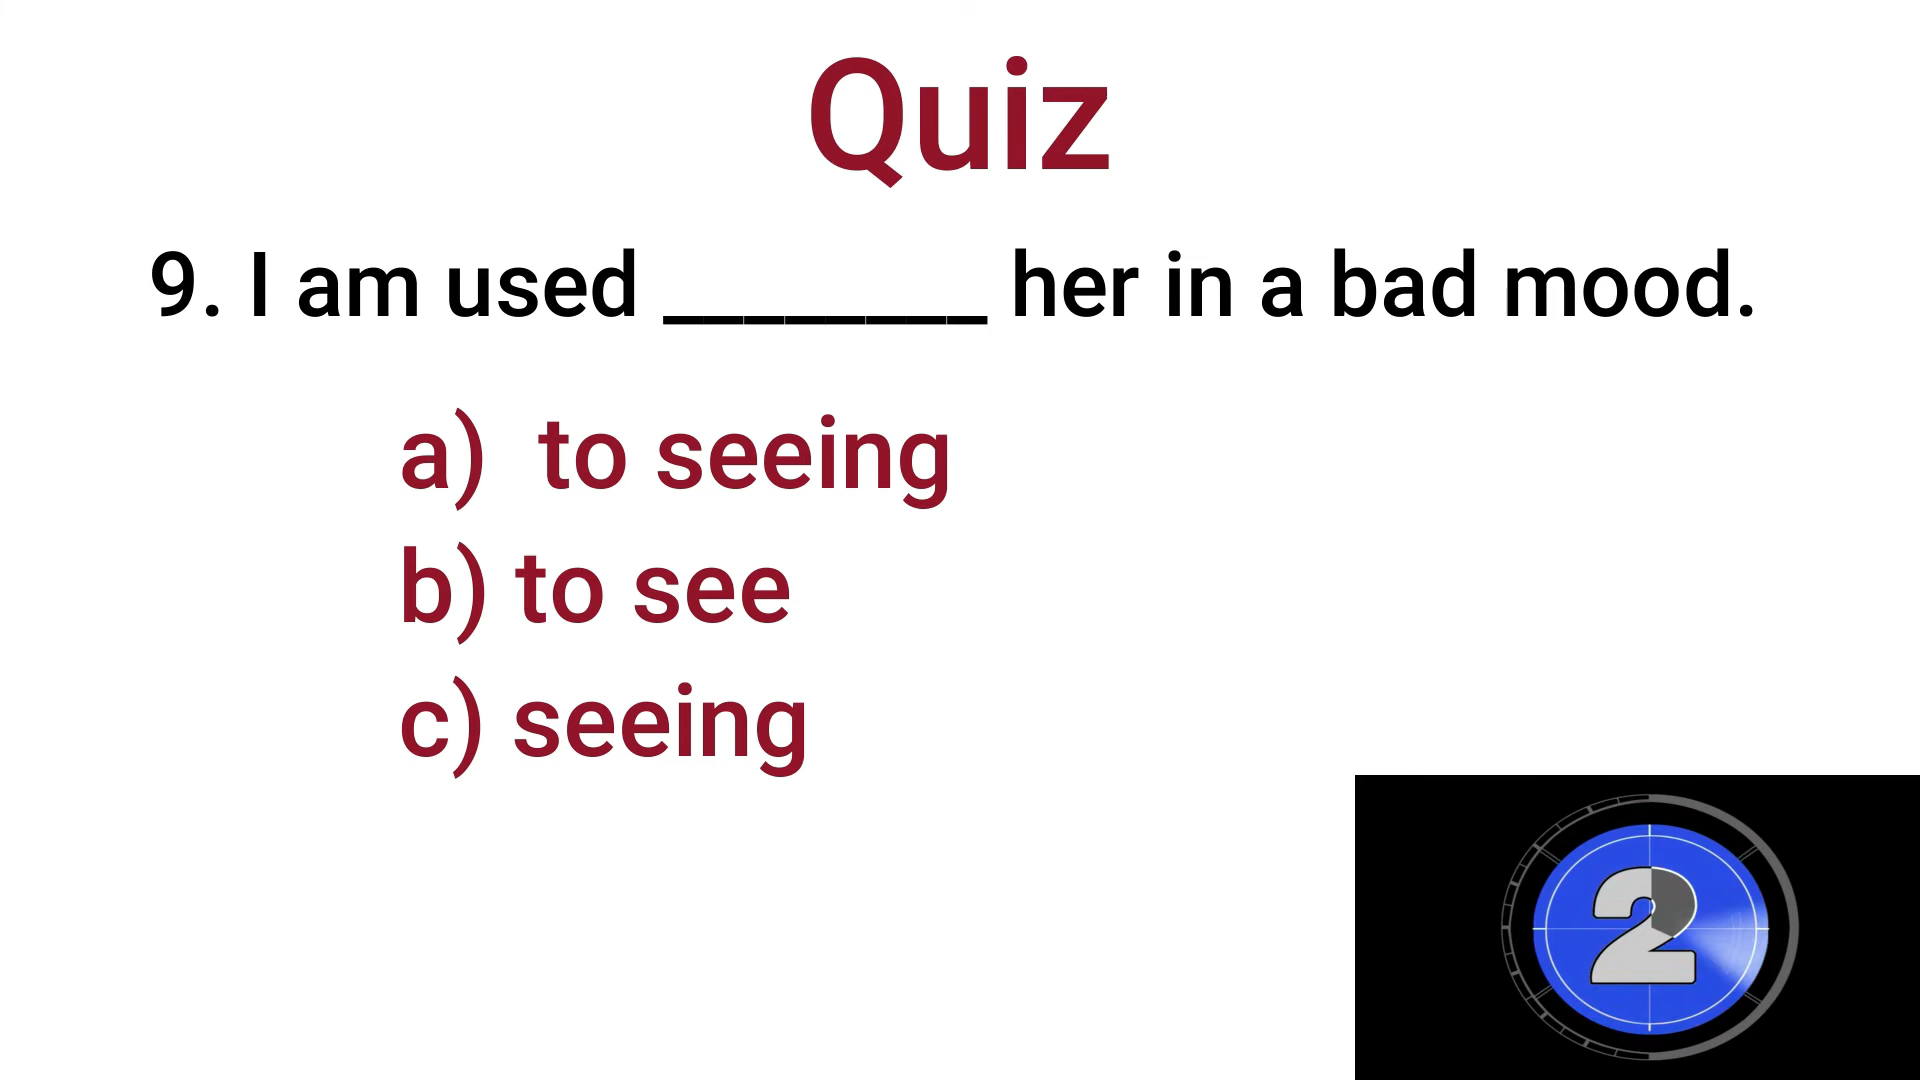 Quiz
9. I am used ________ her in a bad mood.
a) to seeing
b) to see
c) seeing
2